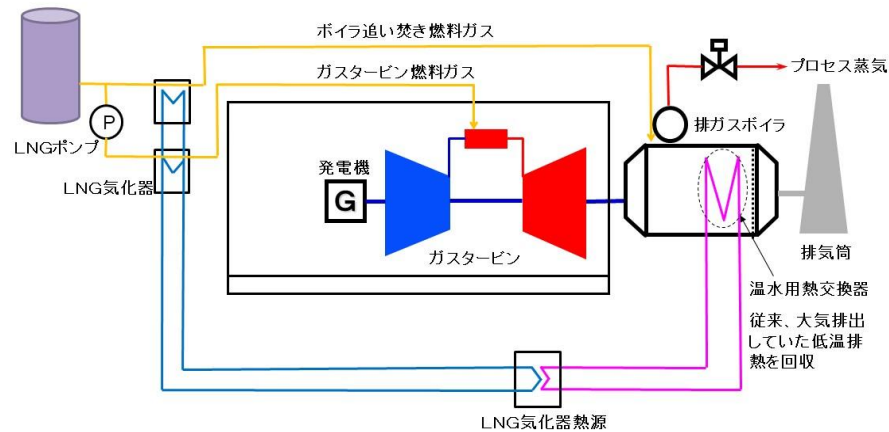 ボイラ追い焚き燃料ガス
プロセス蒸気
ガスタービン燃料ガス
P
LNGポンプ
排ガスボイラ
LNG気化器
発電機
G
ガスタービン
排気筒
温水用熱交換器
従来、大気排出
していた低温排
熱を回収
LNG気化器熱源